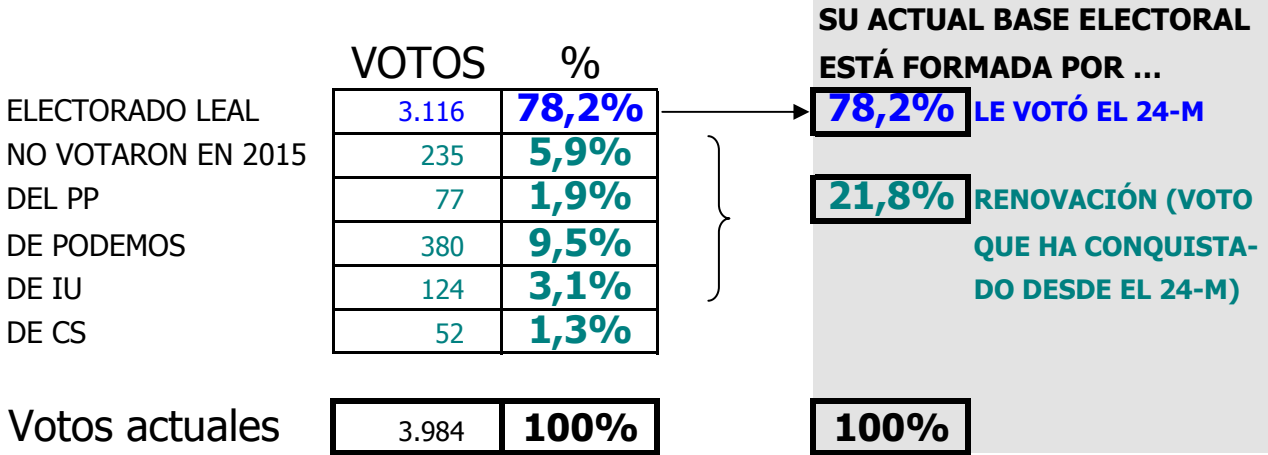 SU ACTUAL BASE ELECTORAL
VOTOS % ESTÁ FORMADA POR ...
ELECTORADO LEAL 3.116 78,2% 78,2% LE VOTÓ EL 24-M
NO VOTARON EN 2015 235 5,9%
DEL PP 77 1,9% 21,8% RENOVACIÓN (VOTO
DE PODEMOS 380 9,5% QUE HA CONQUISTA-
DE IU 124 3,1% DO DESDE EL 24-M)
DE CS 52 1,3%
Votos actuales 3.984 100% 100%